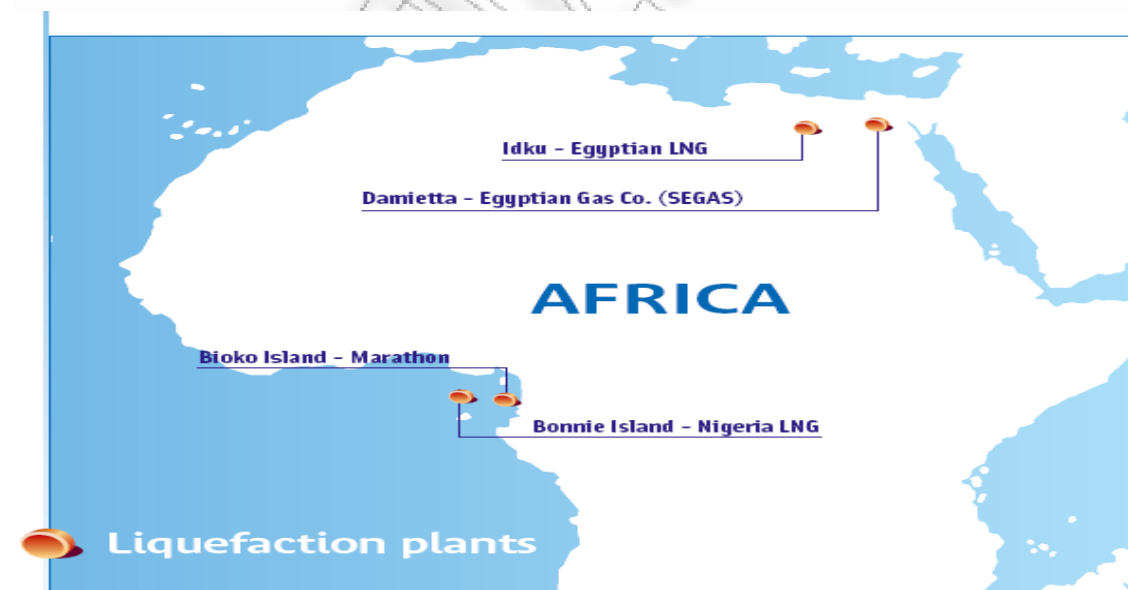 Idku – Egyptian LNG
Damietta – Egyptian Gas Co. (SEGAS)
AFRICA
Bioko Island – Marathon
Bonnie Island – Nigeria LNG
Liquefaction plants